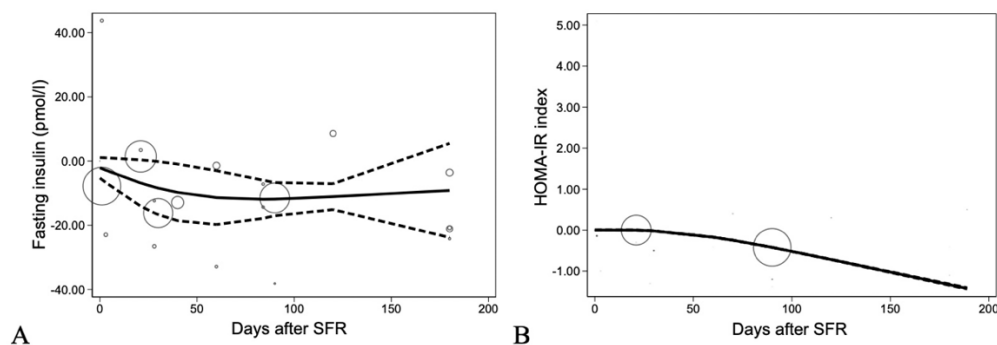 Fasting insulin (pmol/l)
40.00
20.00
0.00
-20.00
-40.00
0 50 100 150 200
Days after SFR
A
HOMA-IR index
5.00
4.00
3.00
2.00
1.00
0.00
-1.00
0 50 100 150 200
Days after SFR
B